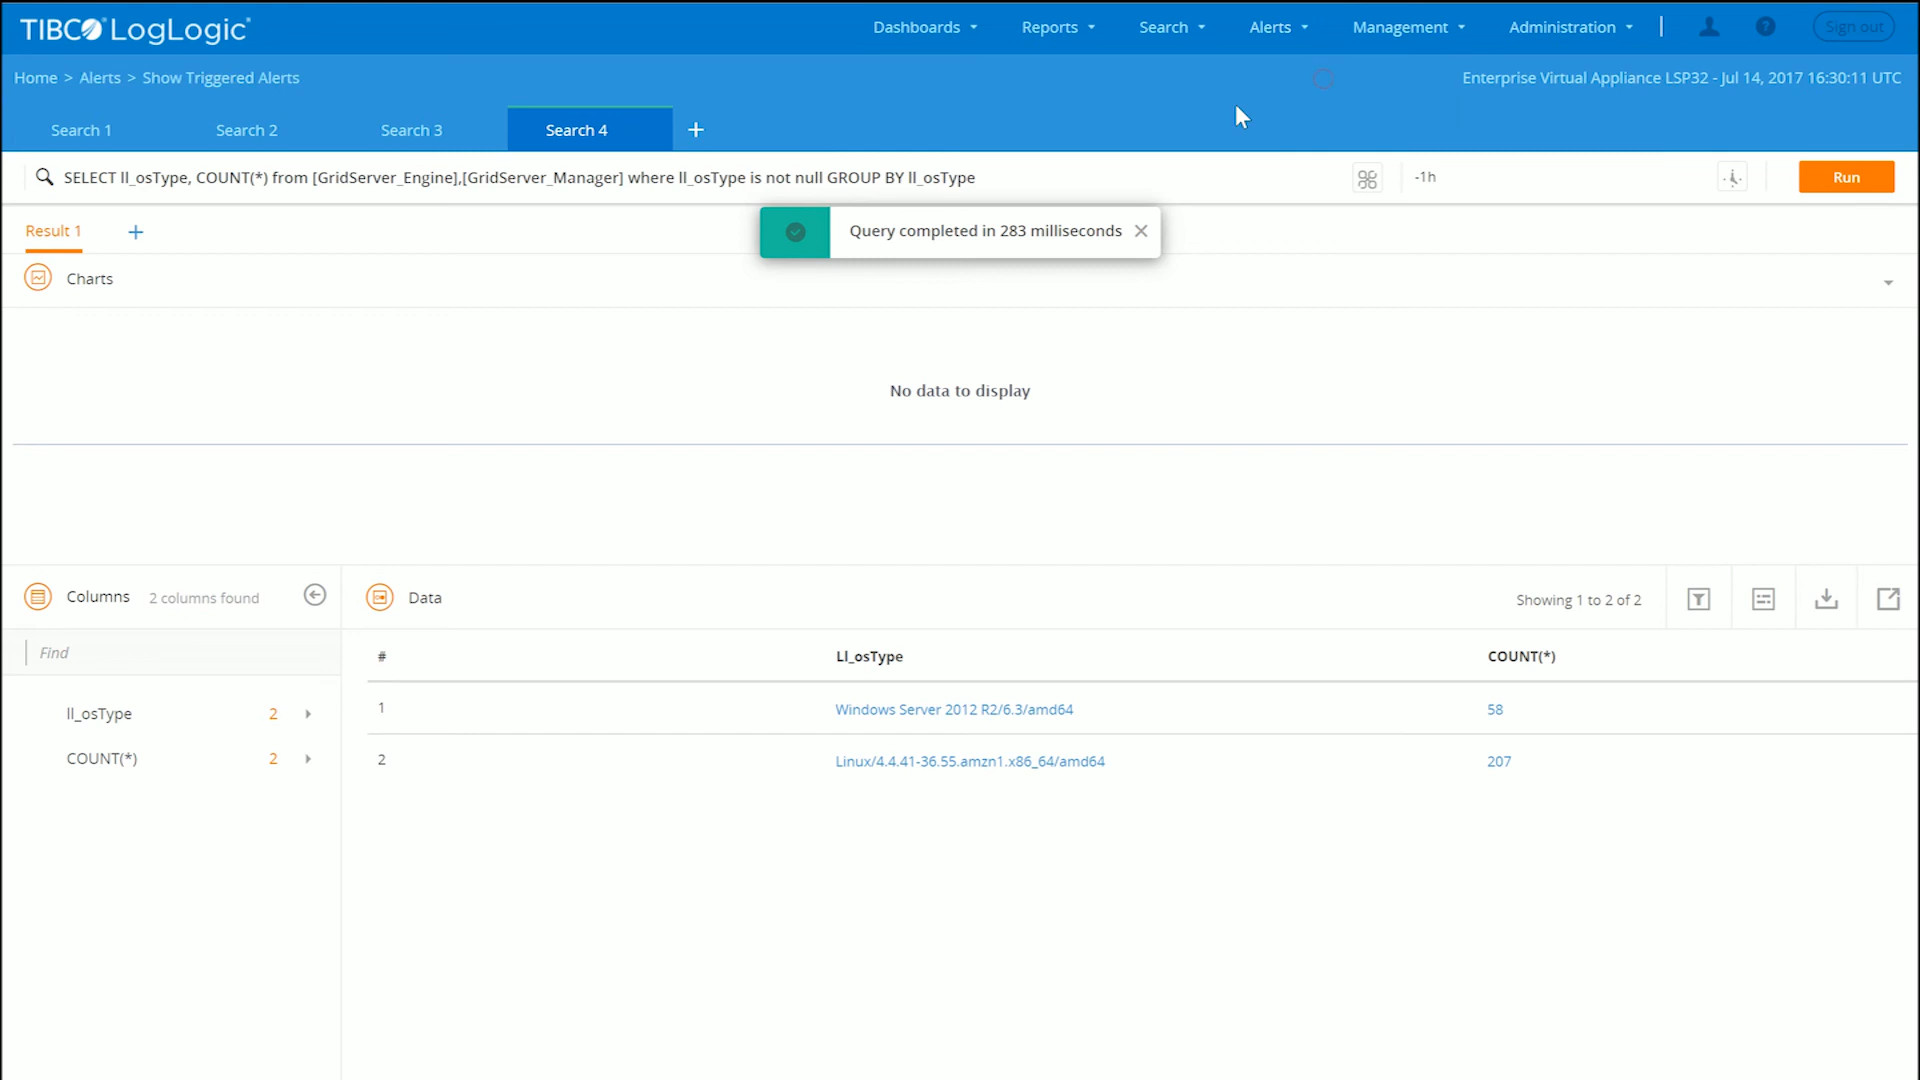 TIBCO LogLogic
Dashboards Reports Search Alerts Management Administration Sign out
Home > Alerts > Show Triggered Alerts
Enterprise Virtual Appliance LSP32 - Jul 14, 2017 16:30:11 UTC
Search 1 Search 2 Search 3 Search 4 +
SELECT ll_osType, COUNT(*) from [GridServer_Engine],[GridServer_Manager] where ll_osType is not null GROUP BY ll_osType
-1h
Run
Result 1 +
Query completed in 283 milliseconds
Charts
No data to display
Columns 2 columns found
Data
Showing 1 to 2 of 2
Find
# Ll_osType COUNT(*)
ll_osType 2
COUNT(*) 2
1 Windows Server 2012 R2/6.3/amd64 58
2 Linux/4.4.41-36.55.amzn1.x86_64/amd64 207